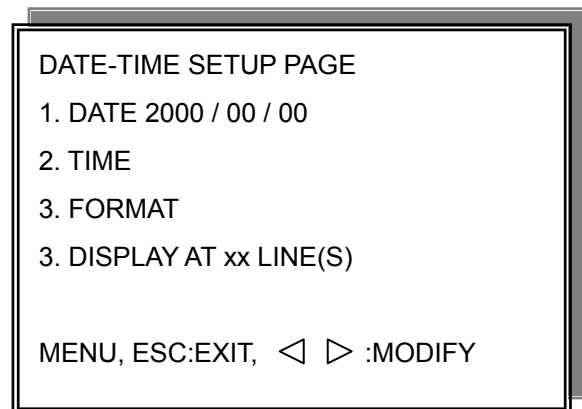 DATE-TIME SETUP PAGE
1. DATE 2000 / 00 / 00
2. TIME
3. FORMAT
3. DISPLAY AT xx LINE(S)
MENU, ESC:EXIT, ◁ ▷ :MODIFY